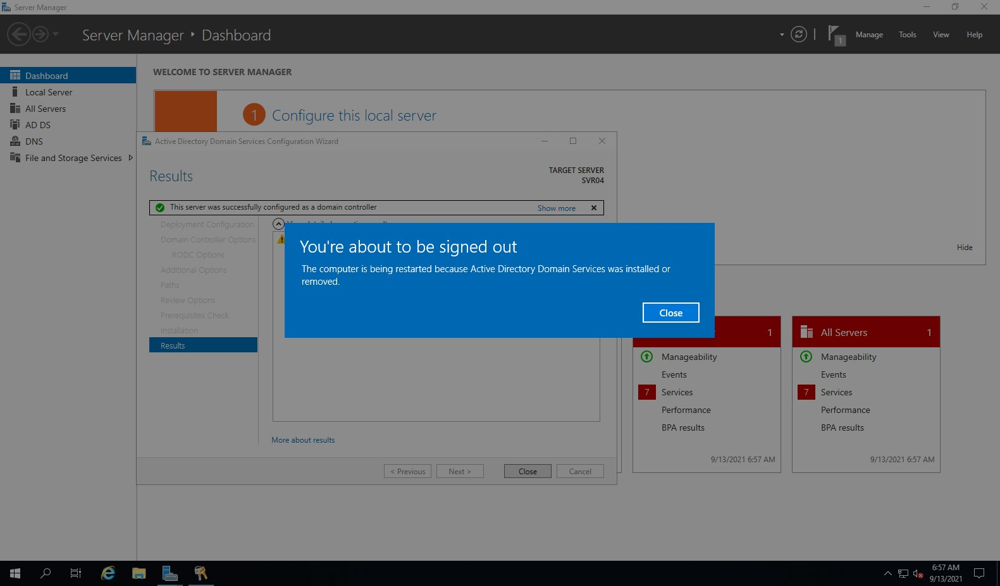 Server Manager
Server Manager
Dashboard
1
Manage
Tools
View
Help
Dashboard
Local Server
All Servers
AD DS
DNS
File and Storage Services
WELCOME TO SERVER MANAGER
1
Configure this local server
Hide
Active Directory Domain Services Configuration Wizard
Results
TARGET SERVER
SVR04
This server was successfully configured as a domain controller
Show more
Deployment Configuration
Domain Controller Options
RODC Options
Additional Options
Paths
Review Options
Prerequisites Check
Installation
Results
More about results
< Previous
Next >
Close
Cancel
You're about to be signed out
The computer is being restarted because Active Directory Domain Services was installed or
removed.
Close
1
Manageability
Events
7
Services
Performance
BPA results
9/13/2021 6:57 AM
All Servers
1
Manageability
Events
7
Services
Performance
BPA results
9/13/2021 6:57 AM
6:57 AM
9/13/2021